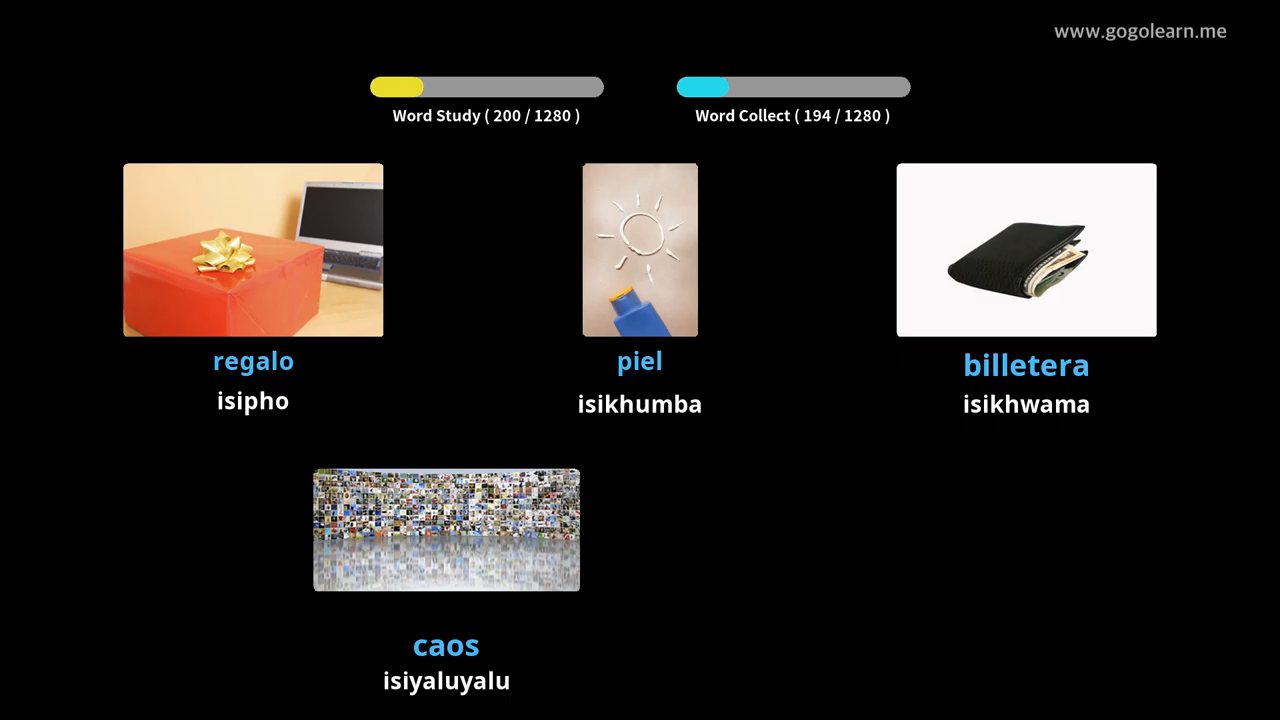 www.gogolearn.me
Word Study ( 200 / 1280 )
Word Collect ( 194 / 1280 )
regalo
isipho
piel
isikhumba
billetera
isikhwama
caos
isiyaluyalu